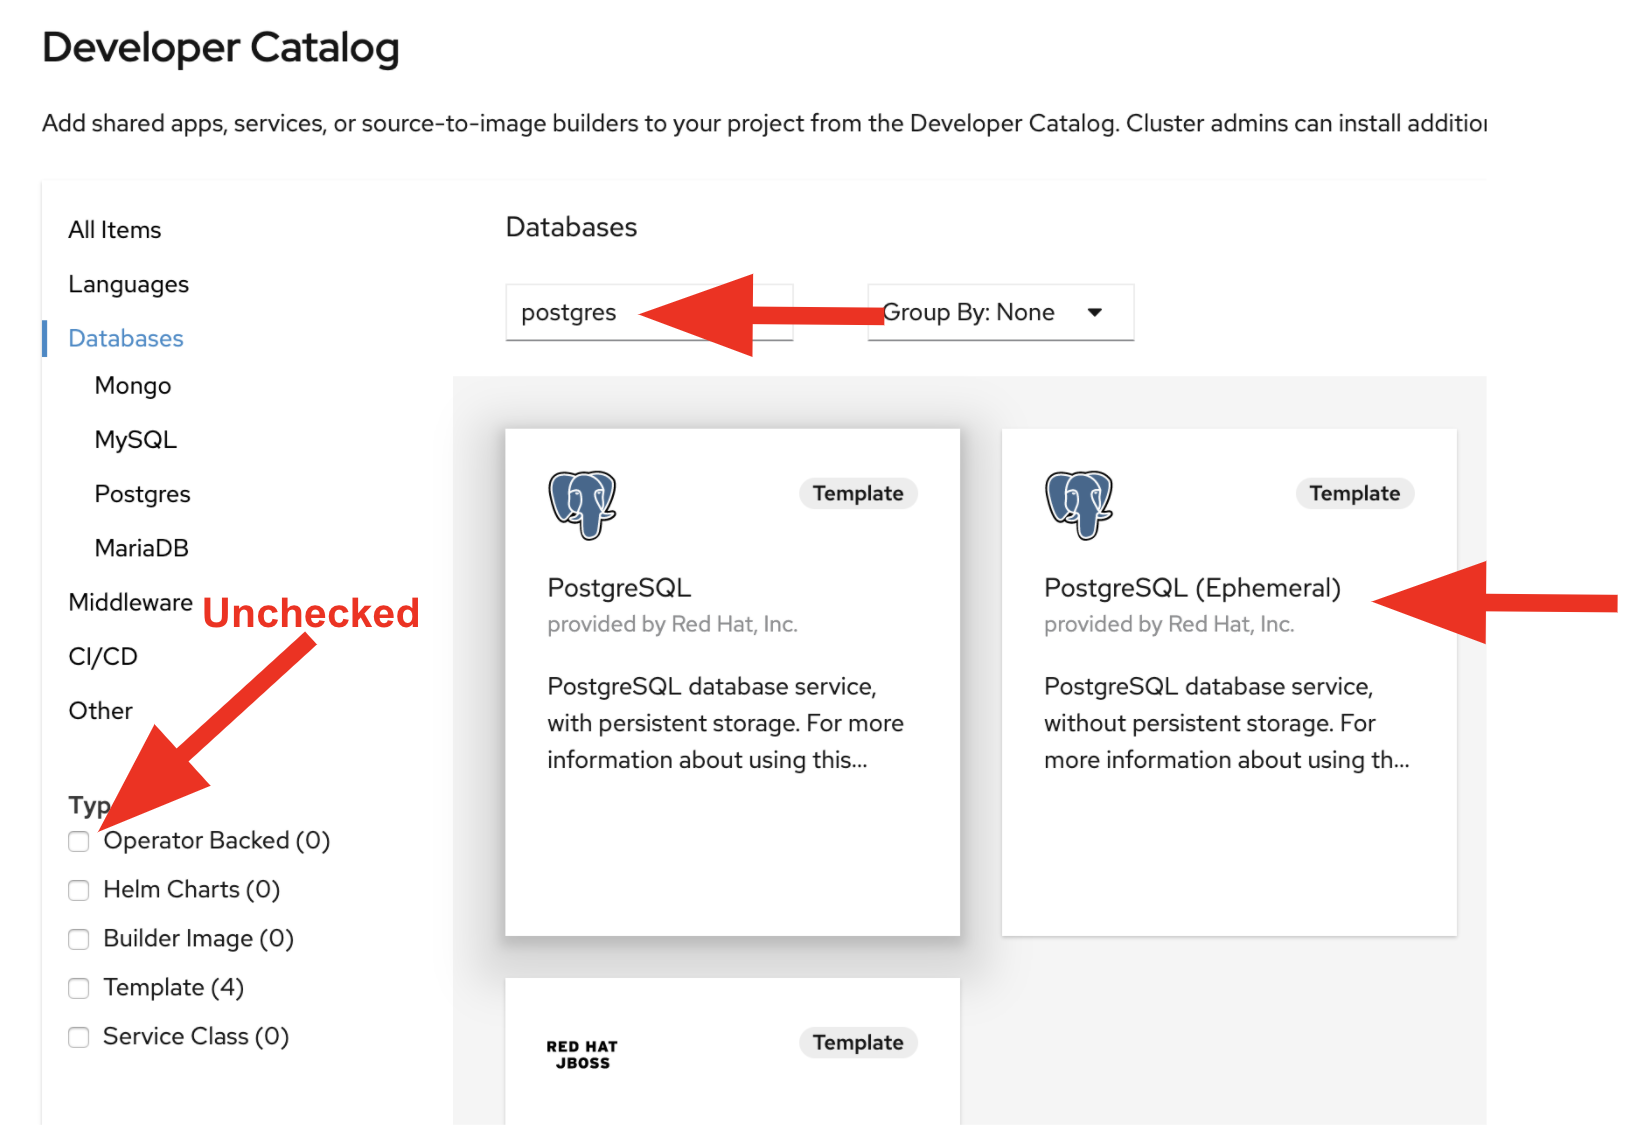 Developer Catalog
Add shared apps, services, or source-to-image builders to your project from the Developer Catalog. Cluster admins can install
All Items
Languages
Databases
Mongo
MySQL
Postgres
MariaDB
Middleware
CI/CD
Other
Unchecked
Operator Backed (0)
Helm Charts (0)
Builder Image (0)
Template (4)
Service Class (0)
Databases
postgres
Group By: None
Template
PostgreSQL
provided by Red Hat, Inc.
PostgreSQL database service,
with persistent storage. For more
information about using this...
Template
PostgreSQL (Ephemeral)
provided by Red Hat, Inc.
PostgreSQL database service,
without persistent storage. For
more information about using th...
RED HAT
JBOSS
Template